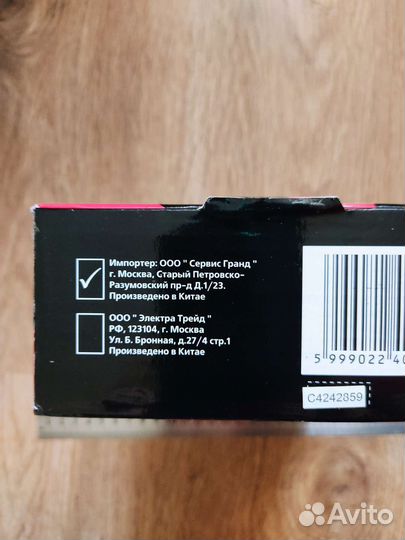 Импортер: ООО " Сервис Гранд "
г. Москва, Старый Петровско-
Разумовский пр-д Д.1/23.
Произведено в Китае
ООО " Электра Трейд "
РФ, 123104, г. Москва
Ул. Б. Бронная, д.27/4 стр.1
Произведено в Китае
5 999022 40
C4242859
Avito